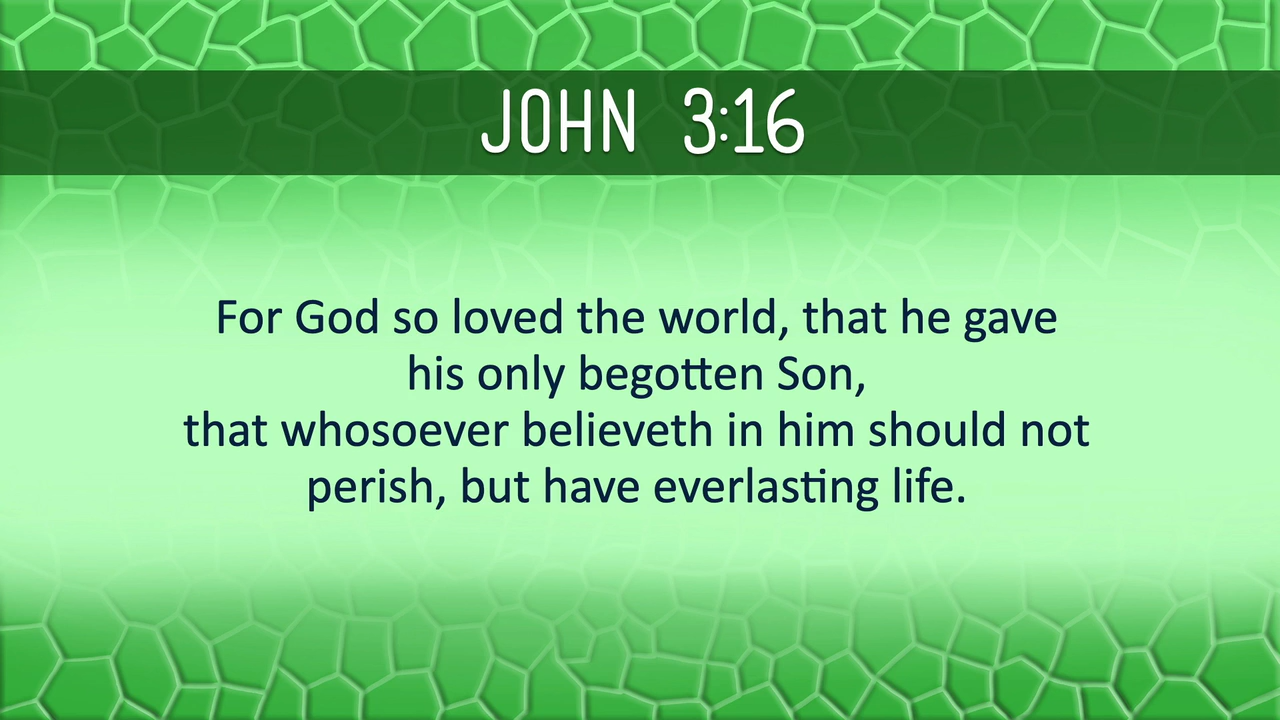 JOHN 3:16
For God so loved the world, that he gave
his only begotten Son,
that whosoever believeth in him should not
perish, but have everlasting life.